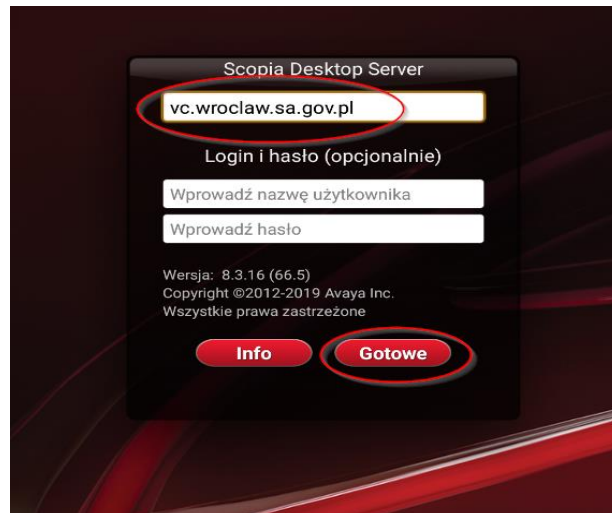 Scopia Desktop Server
vc.wroclaw.sa.gov.pl
Login i hasło (opcjonalnie)
Wprowadź nazwę użytkownika
Wprowadź hasło
Wersja: 8.3.16 (66.5)
Copyright ©2012-2019 Avaya Inc.
Wszystkie prawa zastrzeżone
Info Gotowe